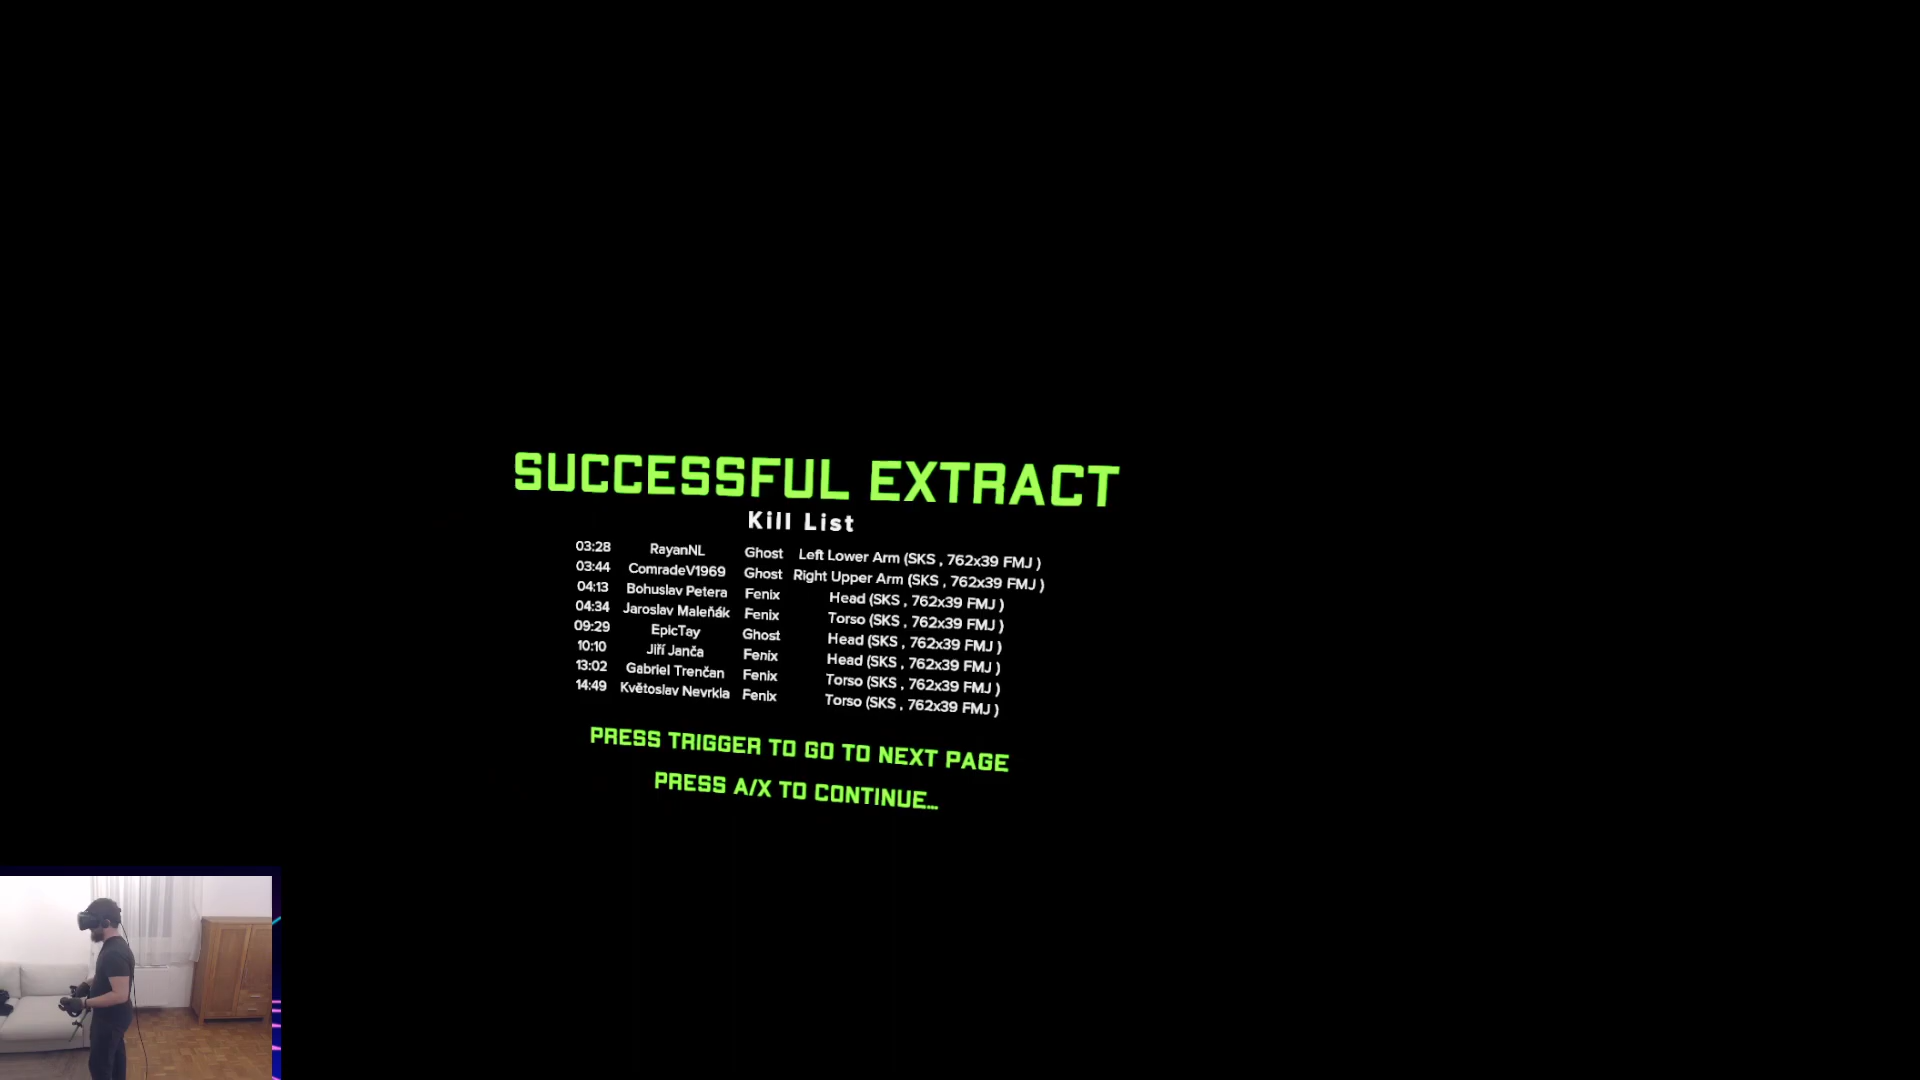 SUCCESSFUL EXTRACT
Kill List
03:28 RayanNL Ghost Left Lower Arm (SKS , 762x39 FMJ )
03:44 ComradeV1969 Ghost Right Upper Arm (SKS , 762x39 FMJ )
04:13 Bohuslav Petera Fenix Head (SKS , 762x39 FMJ )
04:34 Jaroslav Maleňák Fenix Torso (SKS , 762x39 FMJ )
09:29 EpicTay Ghost Head (SKS , 762x39 FMJ )
10:10 Jiří Janča Fenix Head (SKS , 762x39 FMJ )
13:02 Gabriel Trenčan Fenix Torso (SKS , 762x39 FMJ )
14:49 Květoslav Nevrkla Fenix Torso (SKS , 762x39 FMJ )
PRESS TRIGGER TO GO TO NEXT PAGE
PRESS A/X TO CONTINUE...